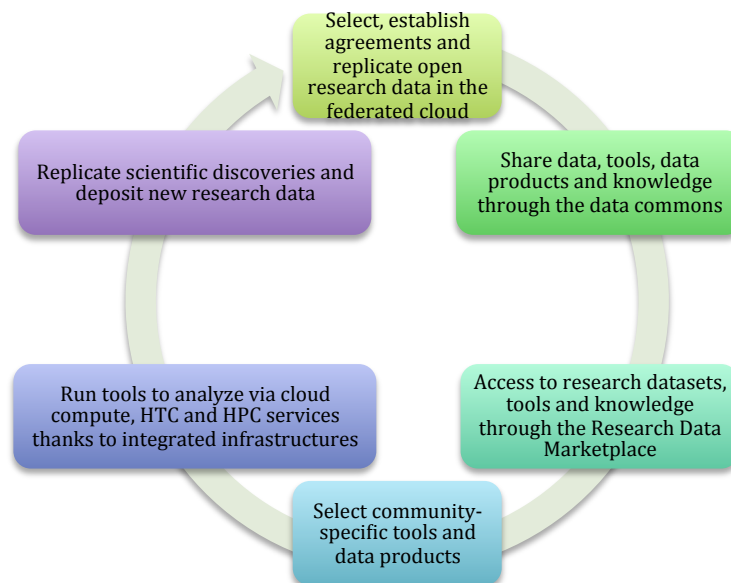 Select, establish
agreements and
replicate open
research data in the
federated cloud
Share data, tools, data
products and knowledge
through the data commons
Access to research datasets,
tools and knowledge
through the Research Data
Marketplace
Select community-
specific tools and
data products
Run tools to analyze via cloud
compute, HTC and HPC services
thanks to integrated infrastructures
Replicate scientific discoveries and
deposit new research data